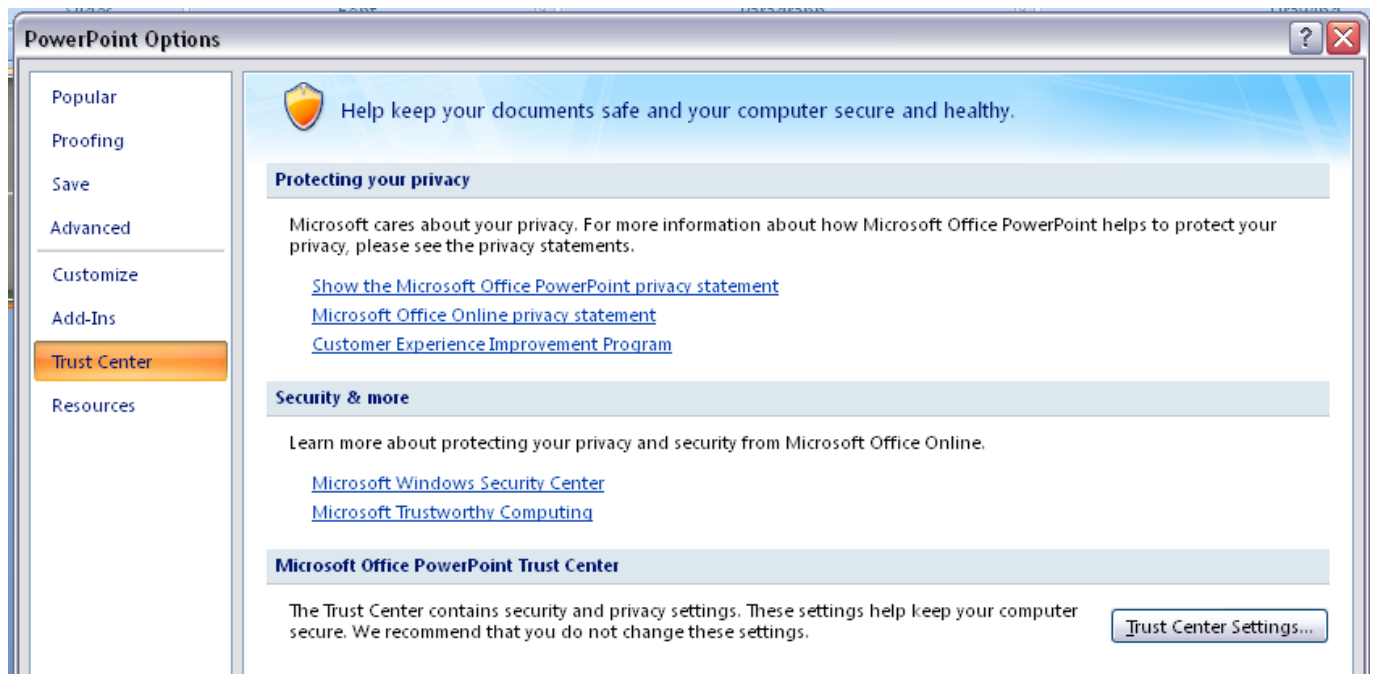 PowerPoint Options
Popular
Proofing
Save
Advanced
Customize
Add-Ins
Trust Center
Resources
Help keep your documents safe and your computer secure and healthy.
Protecting your privacy
Microsoft cares about your privacy. For more information about how Microsoft Office PowerPoint helps to protect your
privacy, please see the privacy statements.
Show the Microsoft Office PowerPoint privacy statement
Microsoft Office Online privacy statement
Customer Experience Improvement Program
Security & more
Learn more about protecting your privacy and security from Microsoft Office Online.
Microsoft Windows Security Center
Microsoft Trustworthy Computing
Microsoft Office PowerPoint Trust Center
The Trust Center contains security and privacy settings. These settings help keep your computer
secure. We recommend that you do not change these settings.
Trust Center Settings...